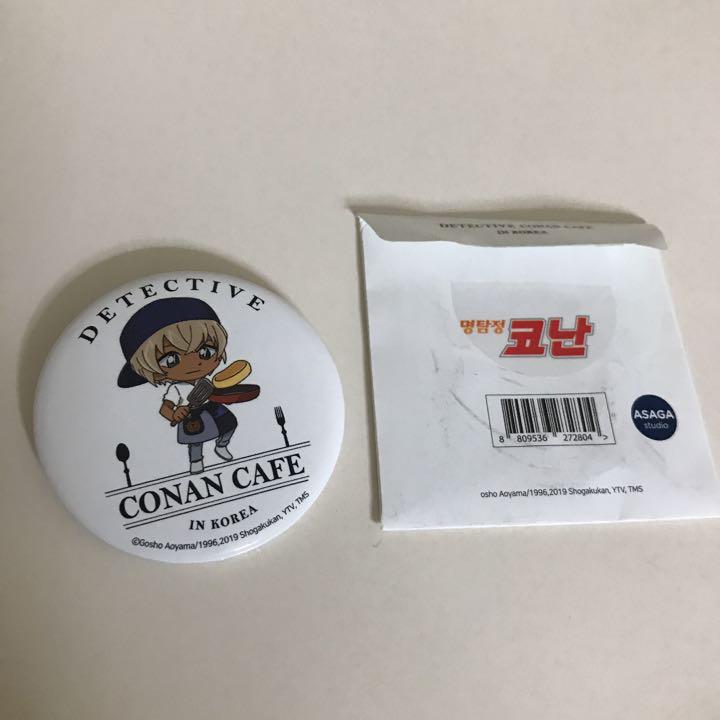 DETECTIVE
CONAN CAFE
IN KOREA
©Gosho Aoyama/1996,2019 Shogakukan, YTV, TMS
DETECTIVE CONAN CAFE
IN KOREA
명탐정 코난
8 809536 272804 >
ASAGA
studio
osho Aoyama/1996,2019 Shogakukan, YTV, TMS